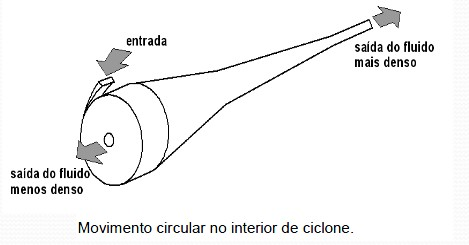 entrada
saída do fluido
mais denso
saída do fluido
menos denso
Movimento circular no interior de ciclone.